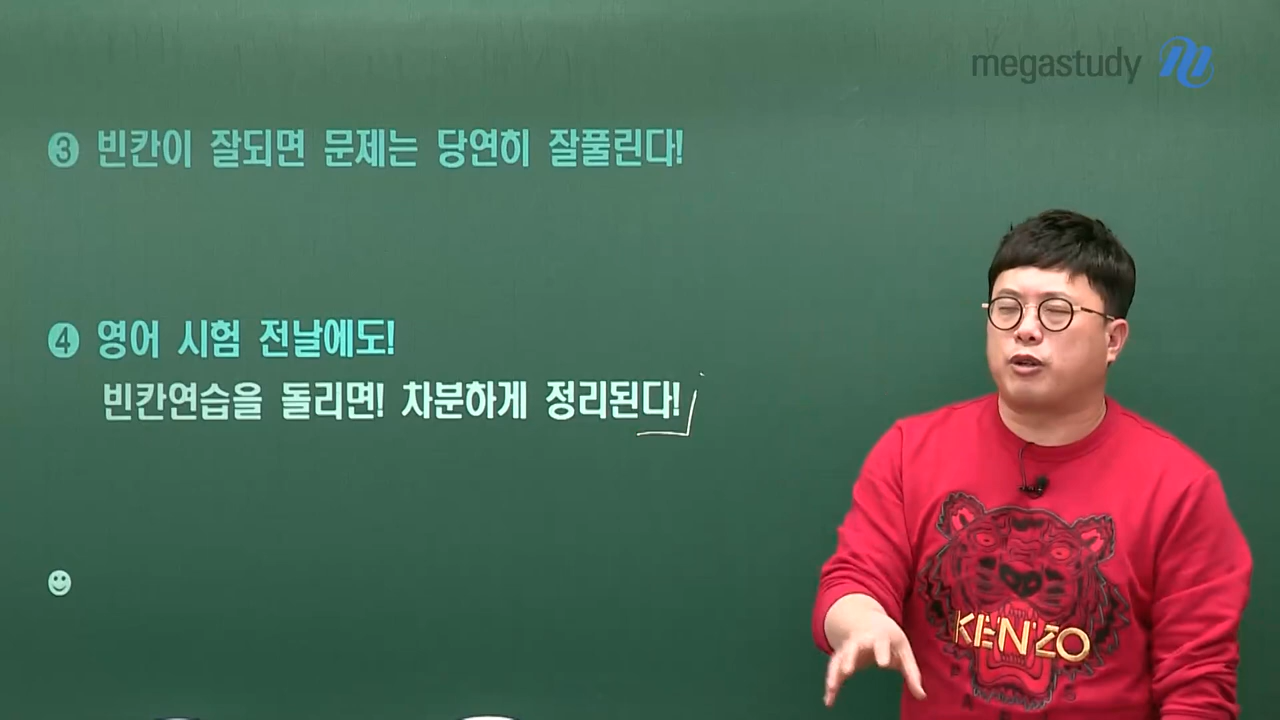 megastudy
❸ 빈칸이 잘되면 문제는 당연히 잘풀린다!
❹ 영어 시험 전날에도!
빈칸연습을 돌리면! 차분하게 정리된다!
KENZO